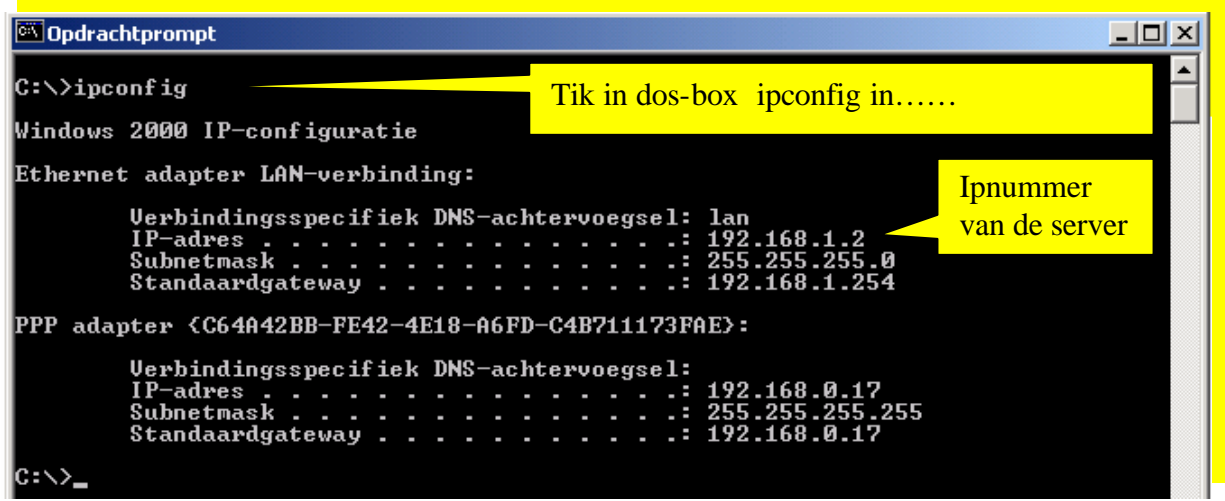 Opdrachtprompt
C:\>ipconfig
Tik in dos-box ipconfig in……
Windows 2000 IP-configuratie
Ethernet adapter LAN-verbinding:
Ipnummer
van de server
Verbindingsspecifiek DNS-achtervoegsel: lan
IP-adres . . . . . . . . . . . . . . .: 192.168.1.2
Subnetmask . . . . . . . . . . . . . .: 255.255.255.0
Standaardgateway . . . . . . . . . . .: 192.168.1.254
PPP adapter {C64A42BB-FE42-4E18-A6FD-C4B711173FAE}:
Verbindingsspecifiek DNS-achtervoegsel:
IP-adres . . . . . . . . . . . . . . .: 192.168.0.17
Subnetmask . . . . . . . . . . . . . .: 255.255.255.255
Standaardgateway . . . . . . . . . . .: 192.168.0.17
C:\>_